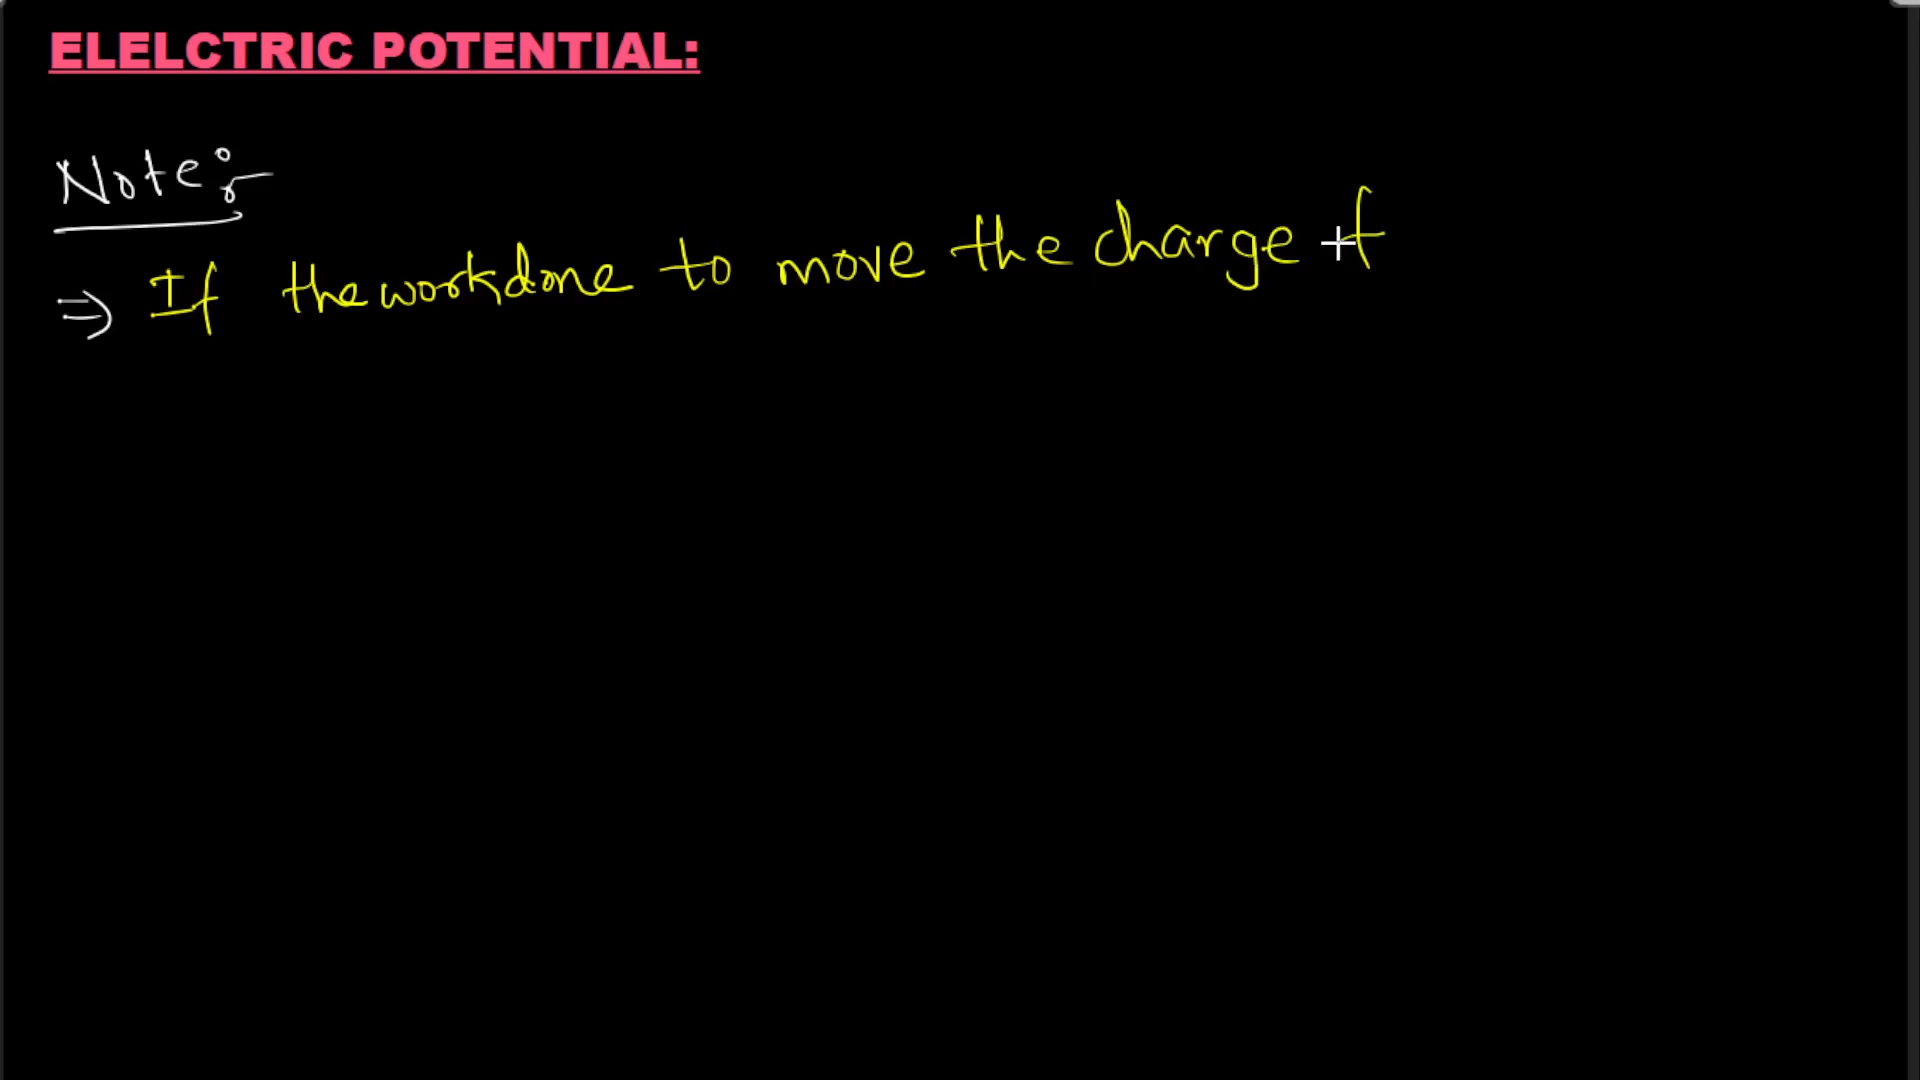 ELELCTRIC POTENTIAL:
Note:-
⇒ If the workdone to move the charge f